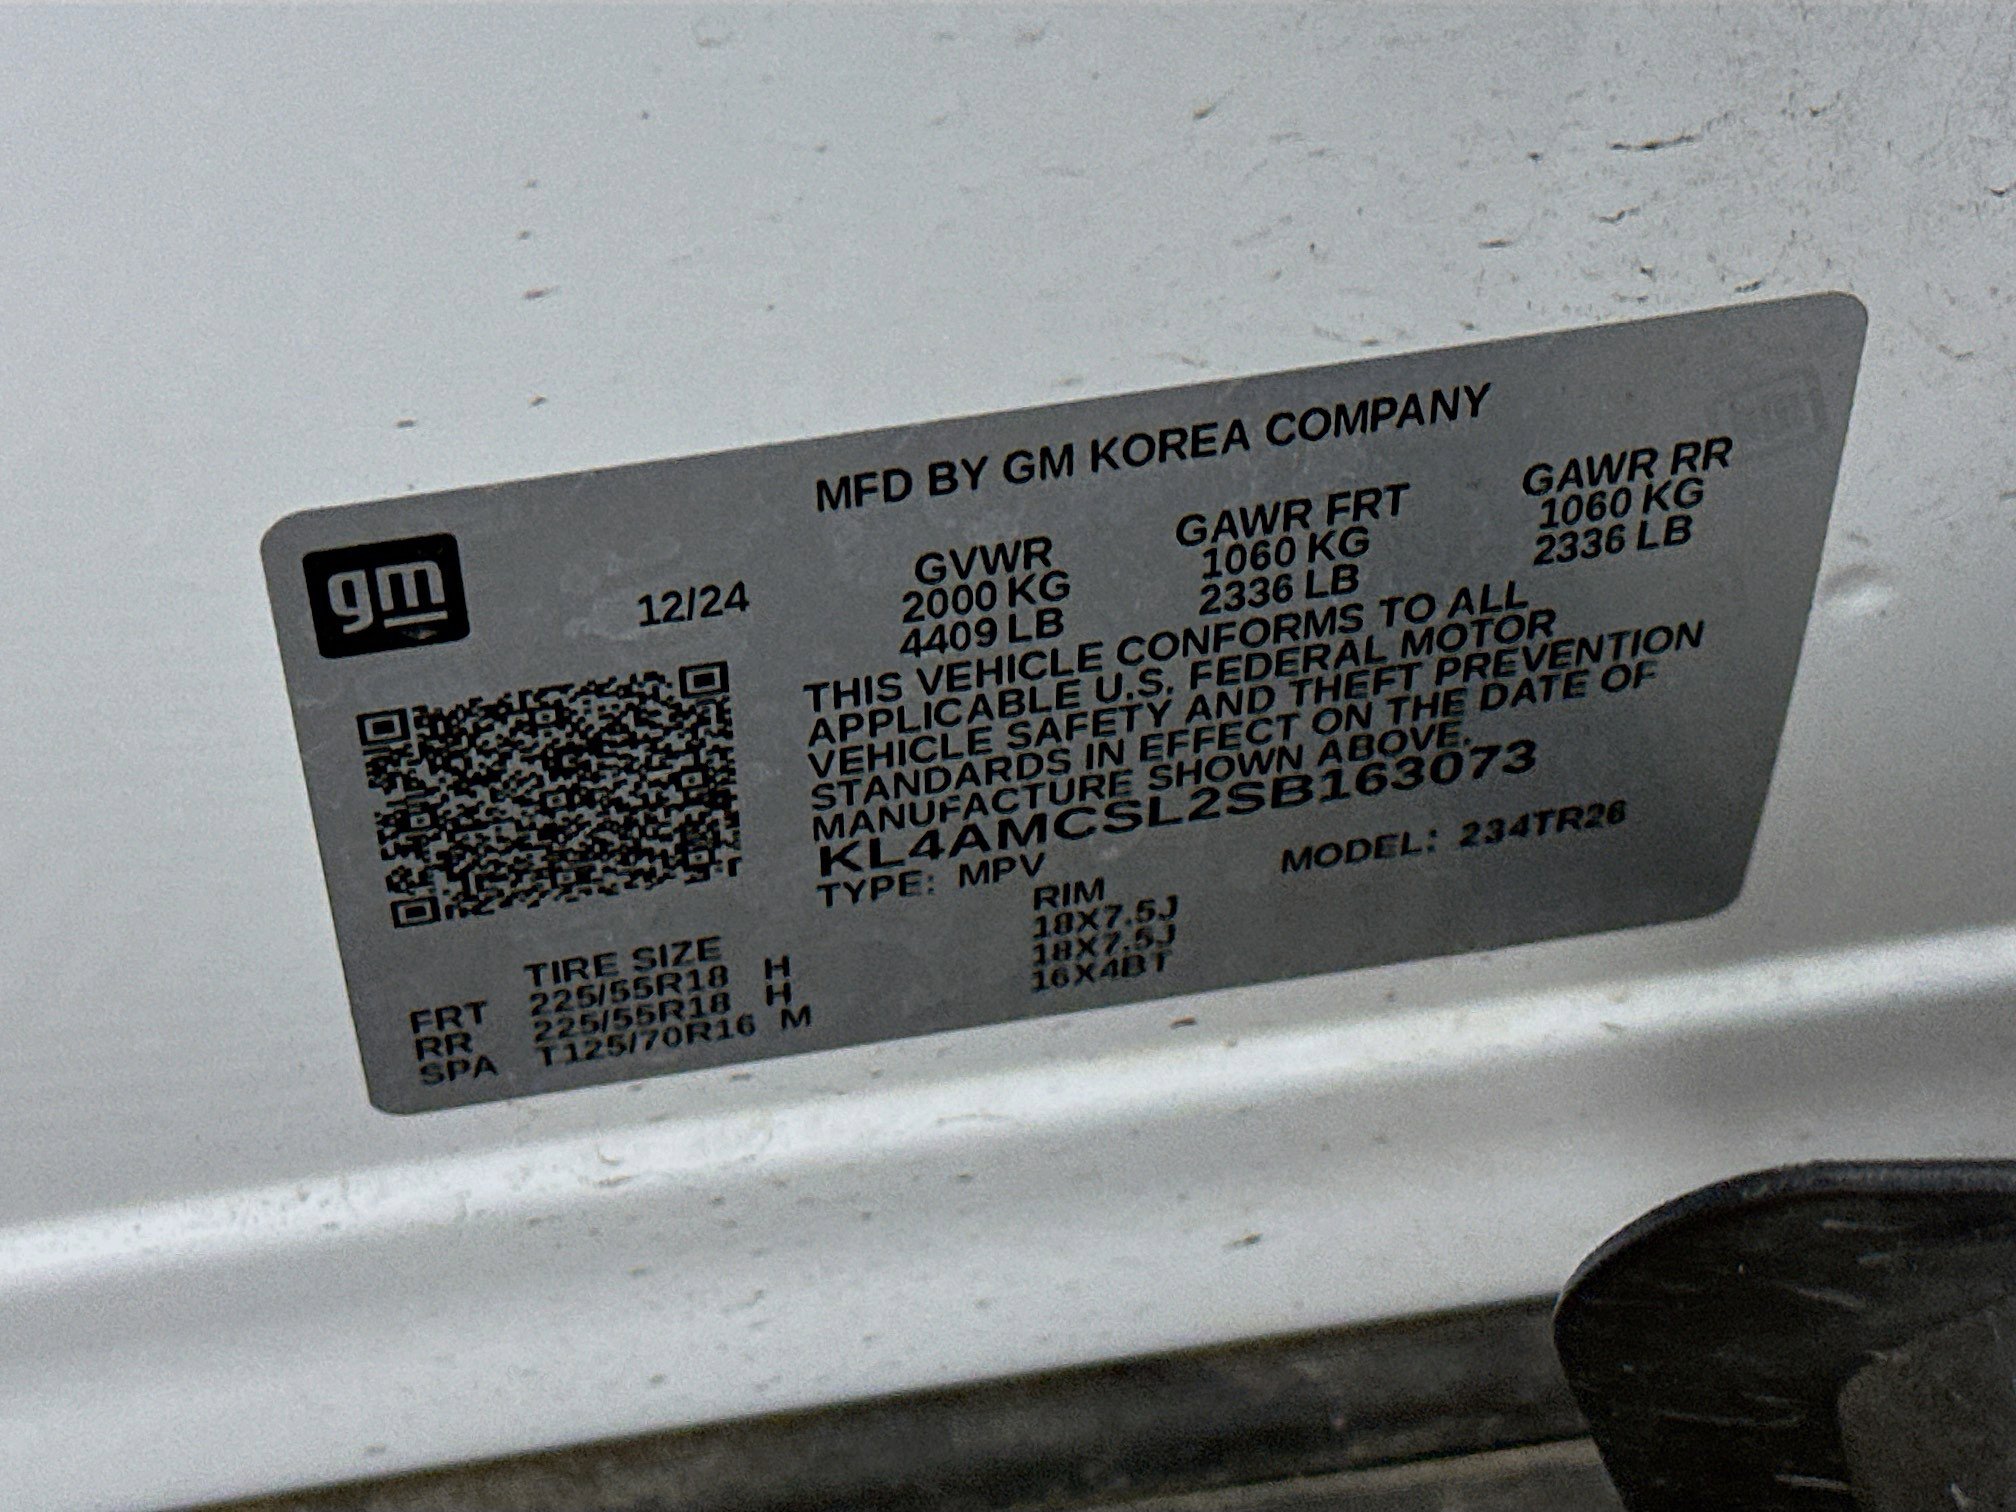 MFD BY GM KOREA COMPANY
gm
12/24
GVWR GAWR FRT GAWR RR
2000 KG 1060 KG 1060 KG
4409 LB 2336 LB 2336 LB
THIS VEHICLE CONFORMS TO ALL
APPLICABLE U.S. FEDERAL MOTOR
VEHICLE SAFETY AND THEFT PREVENTION
STANDARDS IN EFFECT ON THE DATE OF
MANUFACTURE SHOWN ABOVE.
KL4AMCSL2SB163073
TYPE: MPV MODEL: 234TR26
TIRE SIZE RIM
FRT 225/55R18 H 18X7.5J
RR 225/55R18 H 18X7.5J
SPA T125/70R16 M 16X4BT